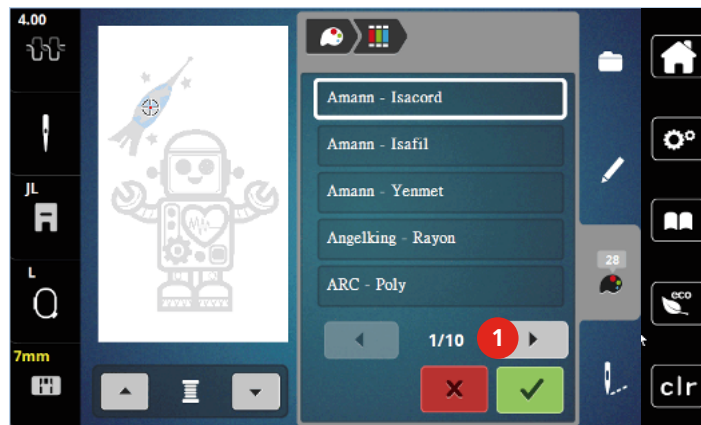 4.00
JL
L
7mm
Amann - Isacord
Amann - Isafil
Amann - Yenmet
Angelking - Rayon
ARC - Poly
1/10
1
28
eco
clr